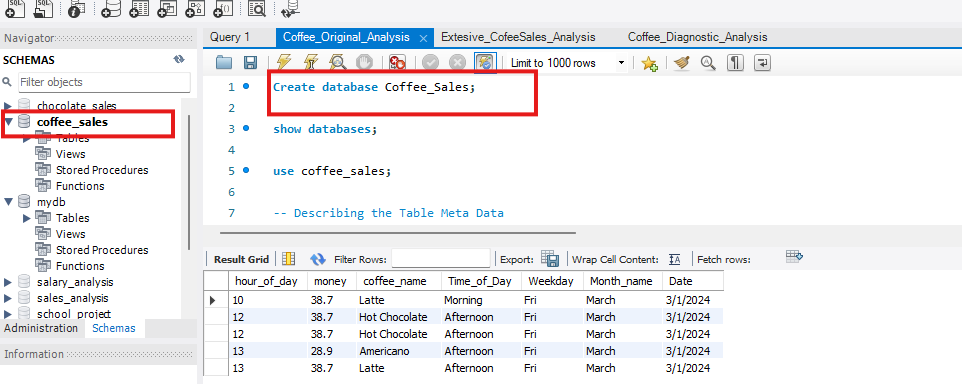 SQL SQL
Navigator
SCHEMAS
Filter objects
chocolate_sales
coffee_sales
Tables
Views
Stored Procedures
Functions
mydb
Tables
Views
Stored Procedures
Functions
salary_analysis
sales_analysis
school_project
Administration Schemas
Information
Query 1 Coffee_Original_Analysis Extesive_CofeeSales_Analysis Coffee_Diagnostic_Analysis
Limit to 1000 rows
1 Create database Coffee_Sales;
2
3 show databases;
4
5 use coffee_sales;
6
7 -- Describing the Table Meta Data
Result Grid Filter Rows: Export: Wrap Cell Content: Fetch rows:
hour_of_day money coffee_name Time_of_Day Weekday Month_name Date
10 38.7 Latte Morning Fri March 3/1/2024
12 38.7 Hot Chocolate Afternoon Fri March 3/1/2024
12 38.7 Hot Chocolate Afternoon Fri March 3/1/2024
13 28.9 Americano Afternoon Fri March 3/1/2024
13 38.7 Latte Afternoon Fri March 3/1/2024